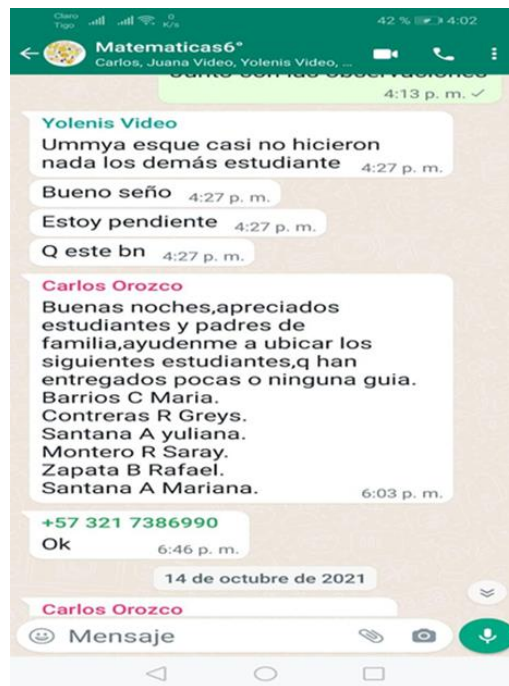 Claro
Tigo
0
K/s
42 % 4:02
Matematicas6°
Carlos, Juana Video, Yolenis Video, ...
4:13 p. m.
Yolenis Video
Ummya esque casi no hicieron
nada los demás estudiante 4:27 p. m.
Bueno seño 4:27 p. m.
Estoy pendiente 4:27 p. m.
Q este bn 4:27 p. m.
Carlos Orozco
Buenas noches,apreciados
estudiantes y padres de
familia,ayudenme a ubicar los
siguientes estudiantes,q han
entregados pocas o ninguna guia.
Barrios C Maria.
Contreras R Greys.
Santana A yuliana.
Montero R Saray.
Zapata B Rafael.
Santana A Mariana. 6:03 p. m.
+57 321 7386990
Ok 6:46 p. m.
14 de octubre de 2021
Carlos Orozco
Mensaje